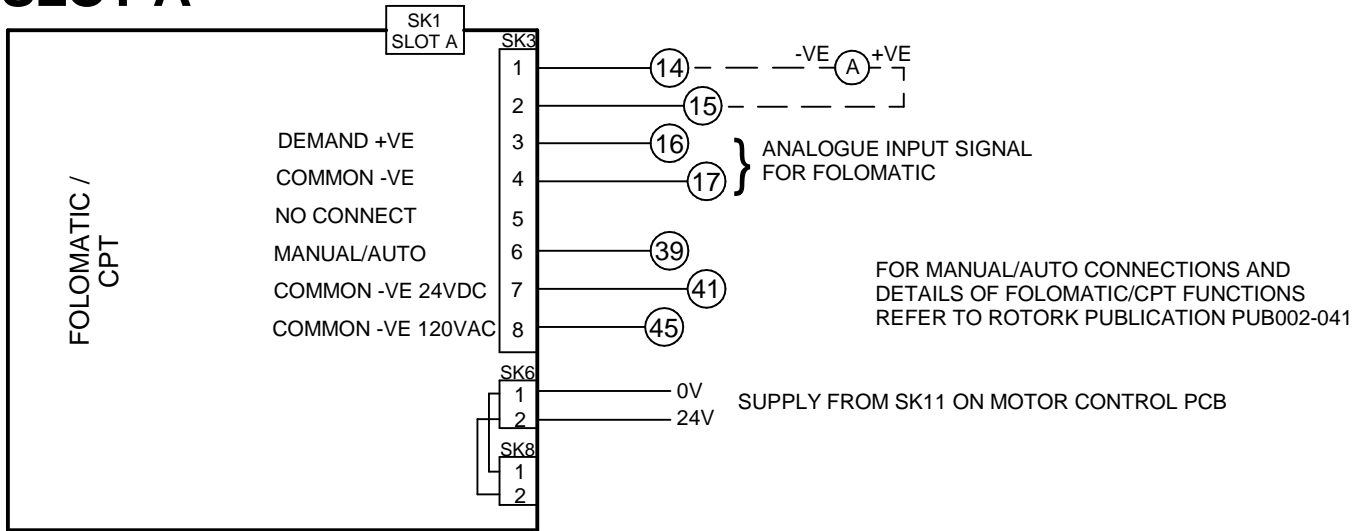 SLOT A
SK1
SLOT A
SK3
1 14 -VE A +VE
2 15
DEMAND +VE 3 16
COMMON -VE 4 17
} ANALOGUE INPUT SIGNAL
FOR FOLOMATIC
NO CONNECT 5
MANUAL/AUTO 6 39
COMMON -VE 24VDC 7 41
COMMON -VE 120VAC 8 45
FOLOMATIC /
CPT
FOR MANUAL/AUTO CONNECTIONS AND
DETAILS OF FOLOMATIC/CPT FUNCTIONS
REFER TO ROTORK PUBLICATION PUB002-041
SK6
1 0V
2 24V
SUPPLY FROM SK11 ON MOTOR CONTROL PCB
SK8
1
2